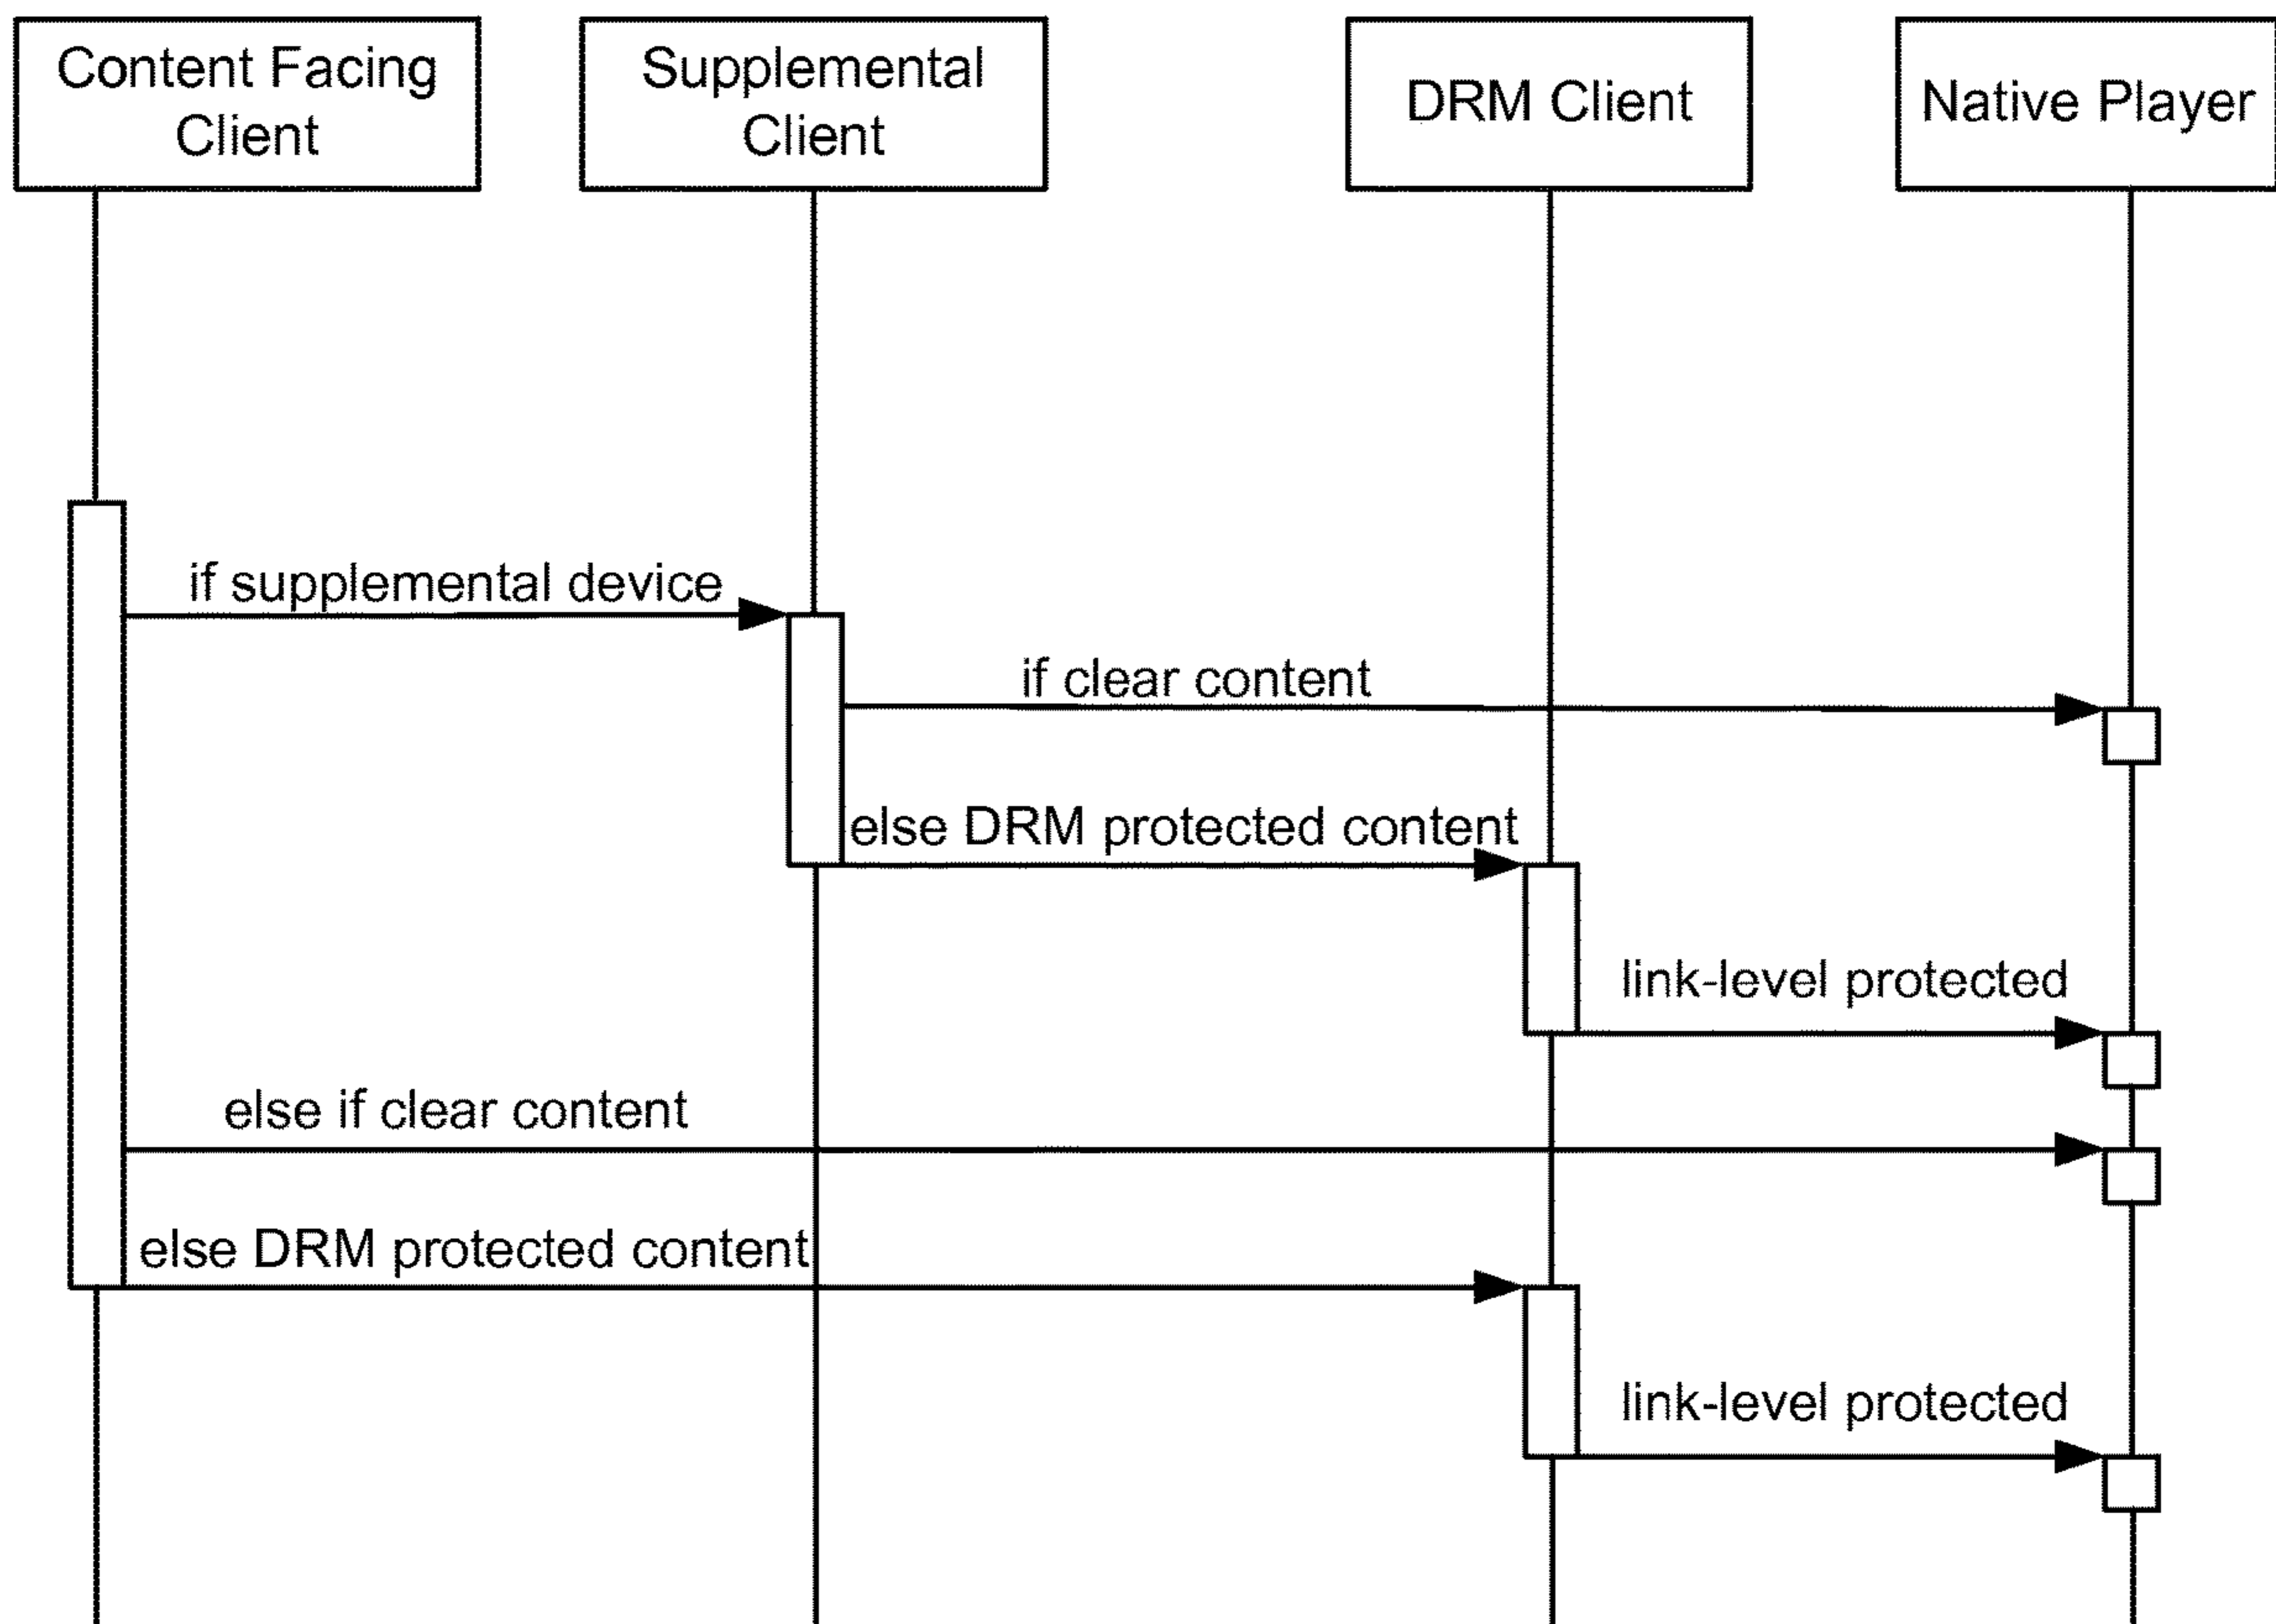 Content Facing
Client
Supplemental
Client
DRM Client
Native Player
if supplemental device
if clear content
else DRM protected content
link-level protected
else if clear content
else DRM protected content
link-level protected